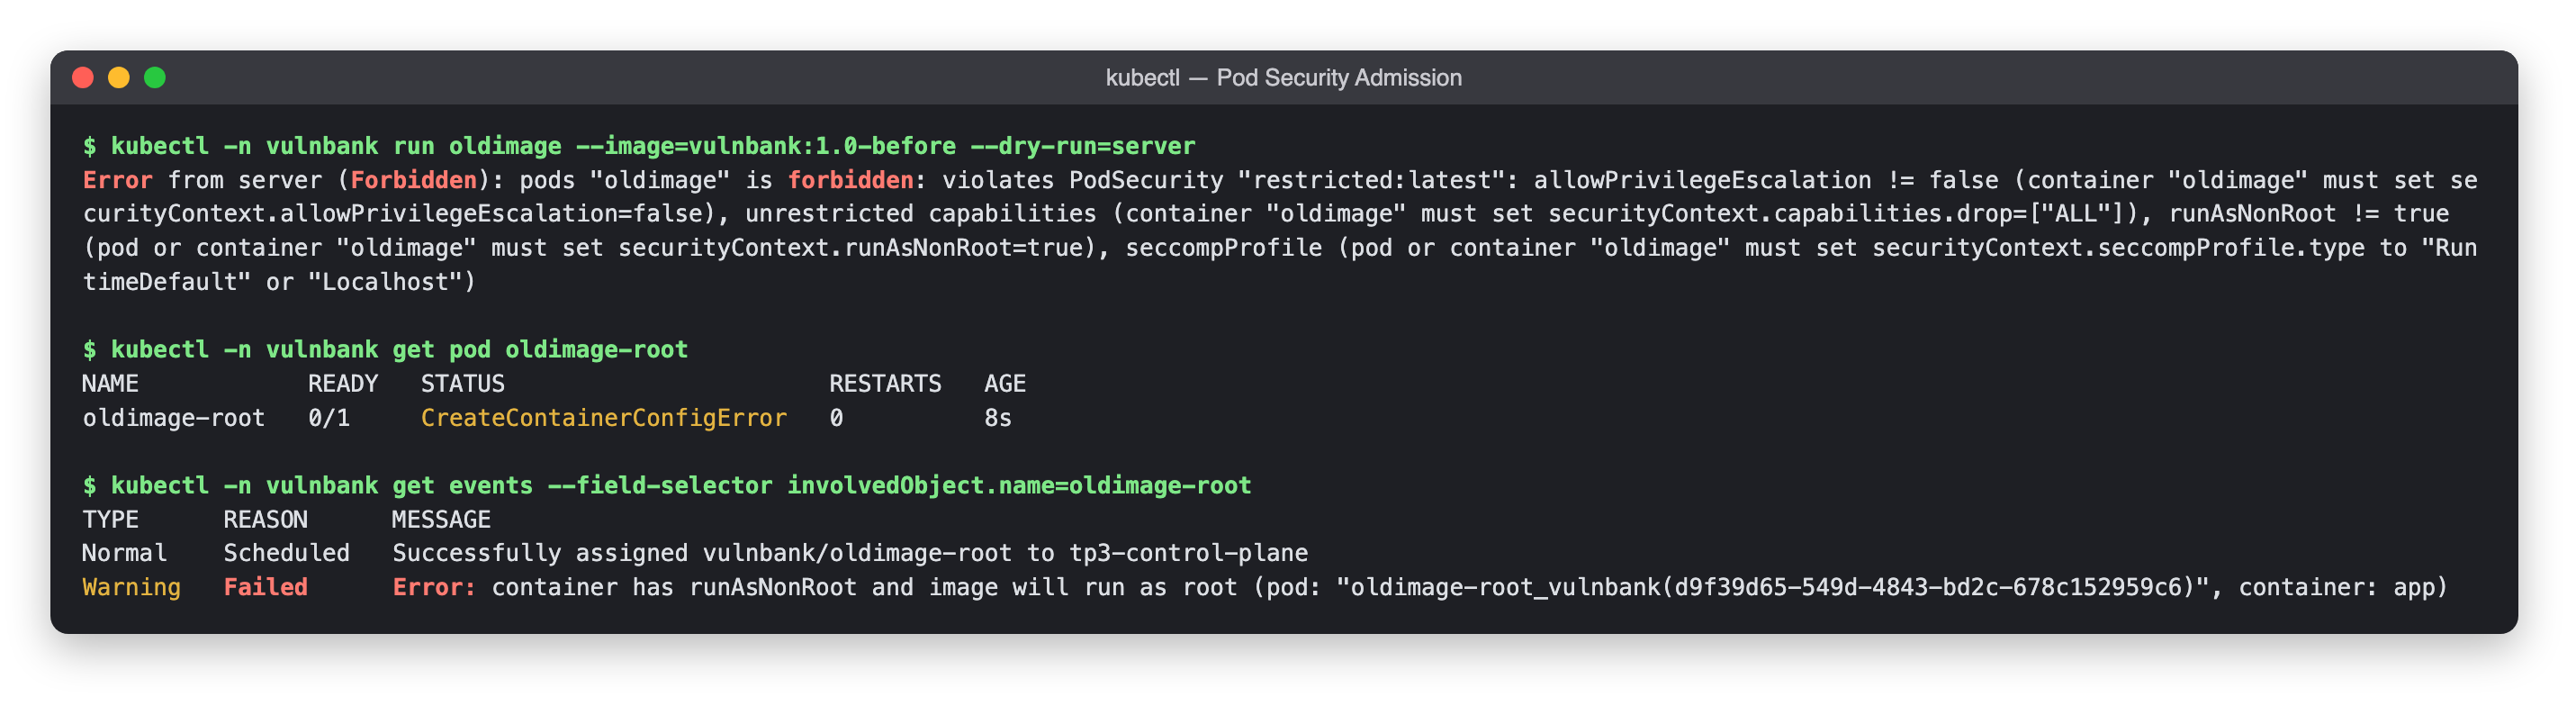 kubectl — Pod Security Admission
$ kubectl -n vulnbank run oldimage --image=vulnbank:1.0-before --dry-run=server
Error from server (Forbidden): pods "oldimage" is forbidden: violates PodSecurity "restricted:latest": allowPrivilegeEscalation != false (container "oldimage" must set se
curityContext.allowPrivilegeEscalation=false), unrestricted capabilities (container "oldimage" must set securityContext.capabilities.drop=["ALL"]), runAsNonRoot != true
(pod or container "oldimage" must set securityContext.runAsNonRoot=true), seccompProfile (pod or container "oldimage" must set securityContext.seccompProfile.type to "Run
timeDefault" or "Localhost")
$ kubectl -n vulnbank get pod oldimage-root
NAME            READY   STATUS                       RESTARTS   AGE
oldimage-root   0/1     CreateContainerConfigError   0          8s
$ kubectl -n vulnbank get events --field-selector involvedObject.name=oldimage-root
TYPE      REASON      MESSAGE
Normal    Scheduled   Successfully assigned vulnbank/oldimage-root to tp3-control-plane
Warning   Failed      Error: container has runAsNonRoot and image will run as root (pod: "oldimage-root_vulnbank(d9f39d65-549d-4843-bd2c-678c152959c6)", container: app)